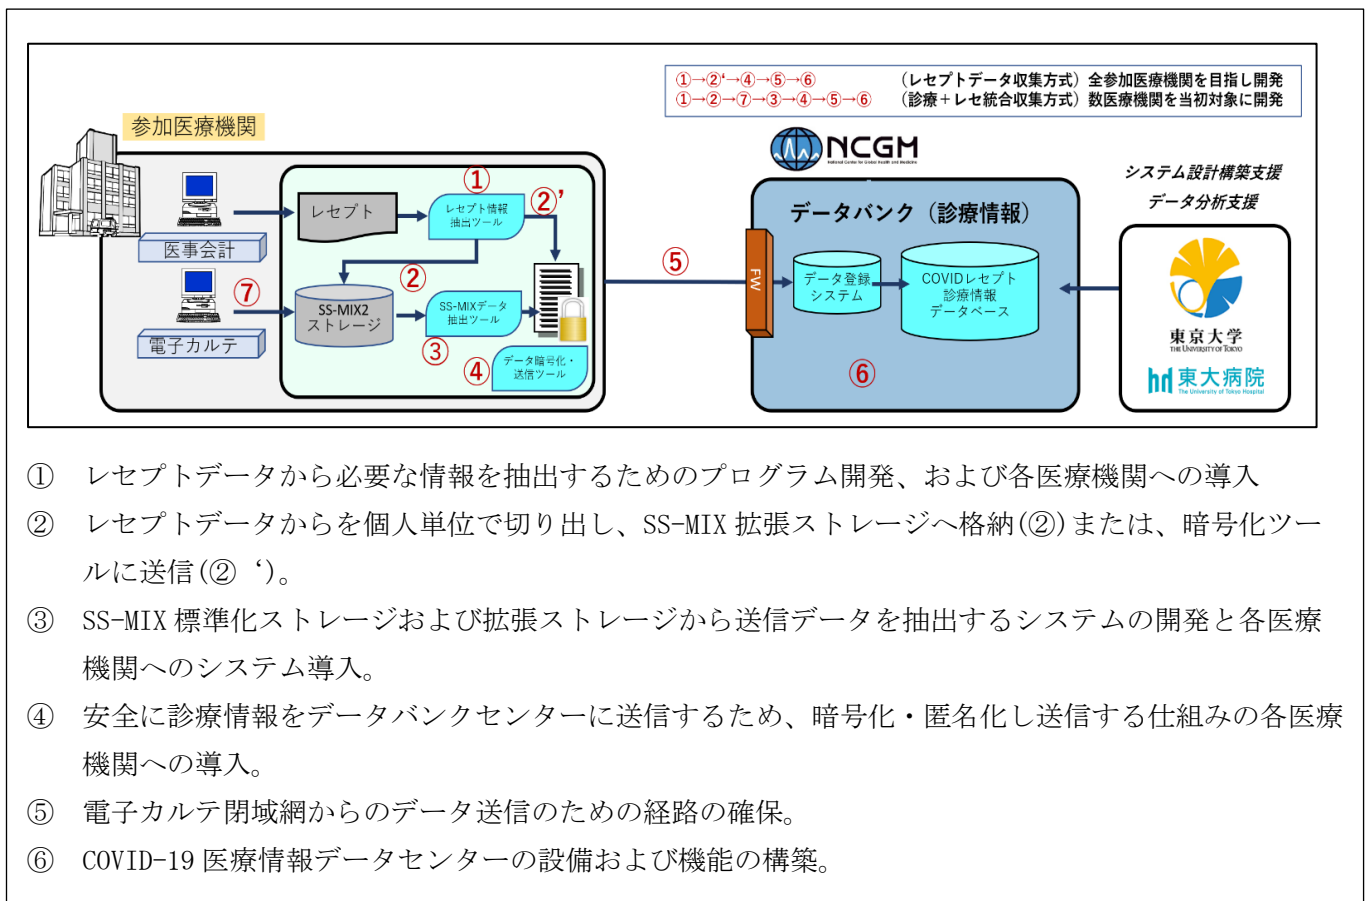 ①→②‘→④→⑤→⑥ （レセプトデータ収集方式）全参加医療機関を目指し開発
①→②→⑦→③→④→⑤→⑥ （診療＋レセ統合収集方式）数医療機関を当初対象に開発
参加医療機関
医事会計
電子カルテ
⑦
レセプト
①
レセプト情報
抽出ツール
②’
②
SS-MIX2
ストレージ
SS-MIXデータ
抽出ツール
③
④
データ暗号化・
送信ツール
⑤
NCGM
National Center for Global Health and Medicine
データバンク（診療情報）
FW
データ登録
システム
COVIDレセプト
診療情報
データベース
⑥
システム設計構築支援
データ分析支援
東京大学
THE UNIVERSITY OF TOKYO
東大病院
The University of Tokyo Hospital
① レセプトデータから必要な情報を抽出するためのプログラム開発、および各医療機関への導入
② レセプトデータからを個人単位で切り出し、SS-MIX 拡張ストレージへ格納(②)または、暗号化ツー
ルに送信(②‘)。
③ SS-MIX 標準化ストレージおよび拡張ストレージから送信データを抽出するシステムの開発と各医療
機関へのシステム導入。
④ 安全に診療情報をデータバンクセンターに送信するため、暗号化・匿名化し送信する仕組みの各医療
機関への導入。
⑤ 電子カルテ閉域網からのデータ送信のための経路の確保。
⑥ COVID-19 医療情報データセンターの設備および機能の構築。